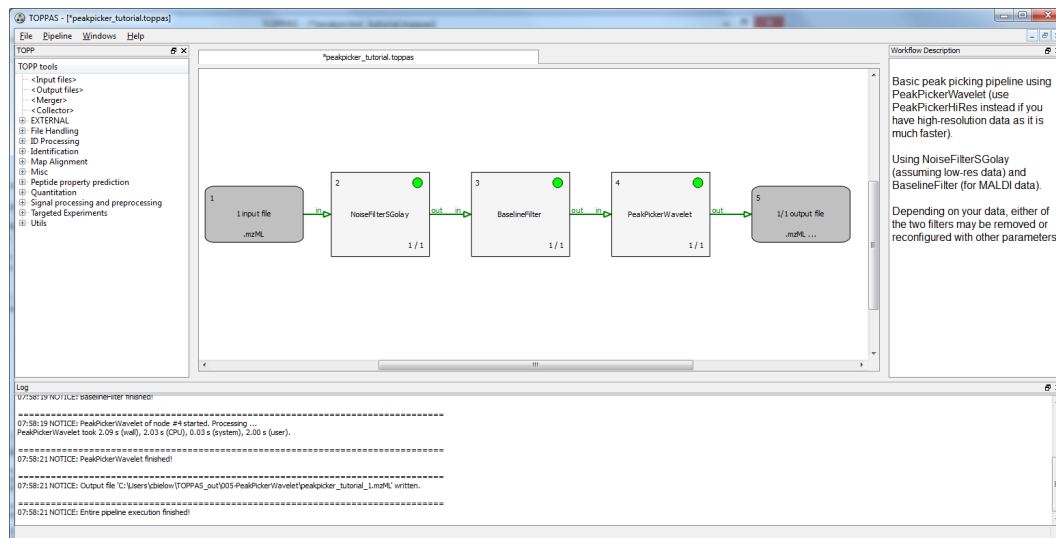 TOPPAS - [*peakpicker_tutorial.toppas]
File Pipeline Windows Help
TOPP
*peakpicker_tutorial.toppas
Workflow Description
TOPP tools
<Input files>
<Output files>
<Merger>
<Collector>
EXTERNAL
File Handling
ID Processing
Identification
Map Alignment
Misc
Peptide property prediction
Quantitation
Signal processing and preprocessing
Targeted Experiments
Utils
1
1 input file
.mzML
in
2
NoiseFilterSGolay
1 / 1
out in
3
BaselineFilter
1 / 1
out in
4
PeakPickerWavelet
1 / 1
out
5
1/1 output file
.mzML ...
Basic peak picking pipeline using
PeakPickerWavelet (use
PeakPickerHiRes instead if you
have high-resolution data as it is
much faster).
Using NoiseFilterSGolay
(assuming low-res data) and
BaselineFilter (for MALDI data).
Depending on your data, either of
the two filters may be removed or
reconfigured with other parameters
Log
07:58:19 NOTICE: BaselineFilter finished!
================================================================================
07:58:19 NOTICE: PeakPickerWavelet of node #4 started. Processing ...
PeakPickerWavelet took 2.09 s (wall), 2.03 s (CPU), 0.03 s (system), 2.00 s (user).
================================================================================
07:58:21 NOTICE: PeakPickerWavelet finished!
================================================================================
07:58:21 NOTICE: Output file 'C:\Users\cbielow\TOPPAS_out\005-PeakPickerWavelet\peakpicker_tutorial_1.mzML' written.
================================================================================
07:58:21 NOTICE: Entire pipeline execution finished!